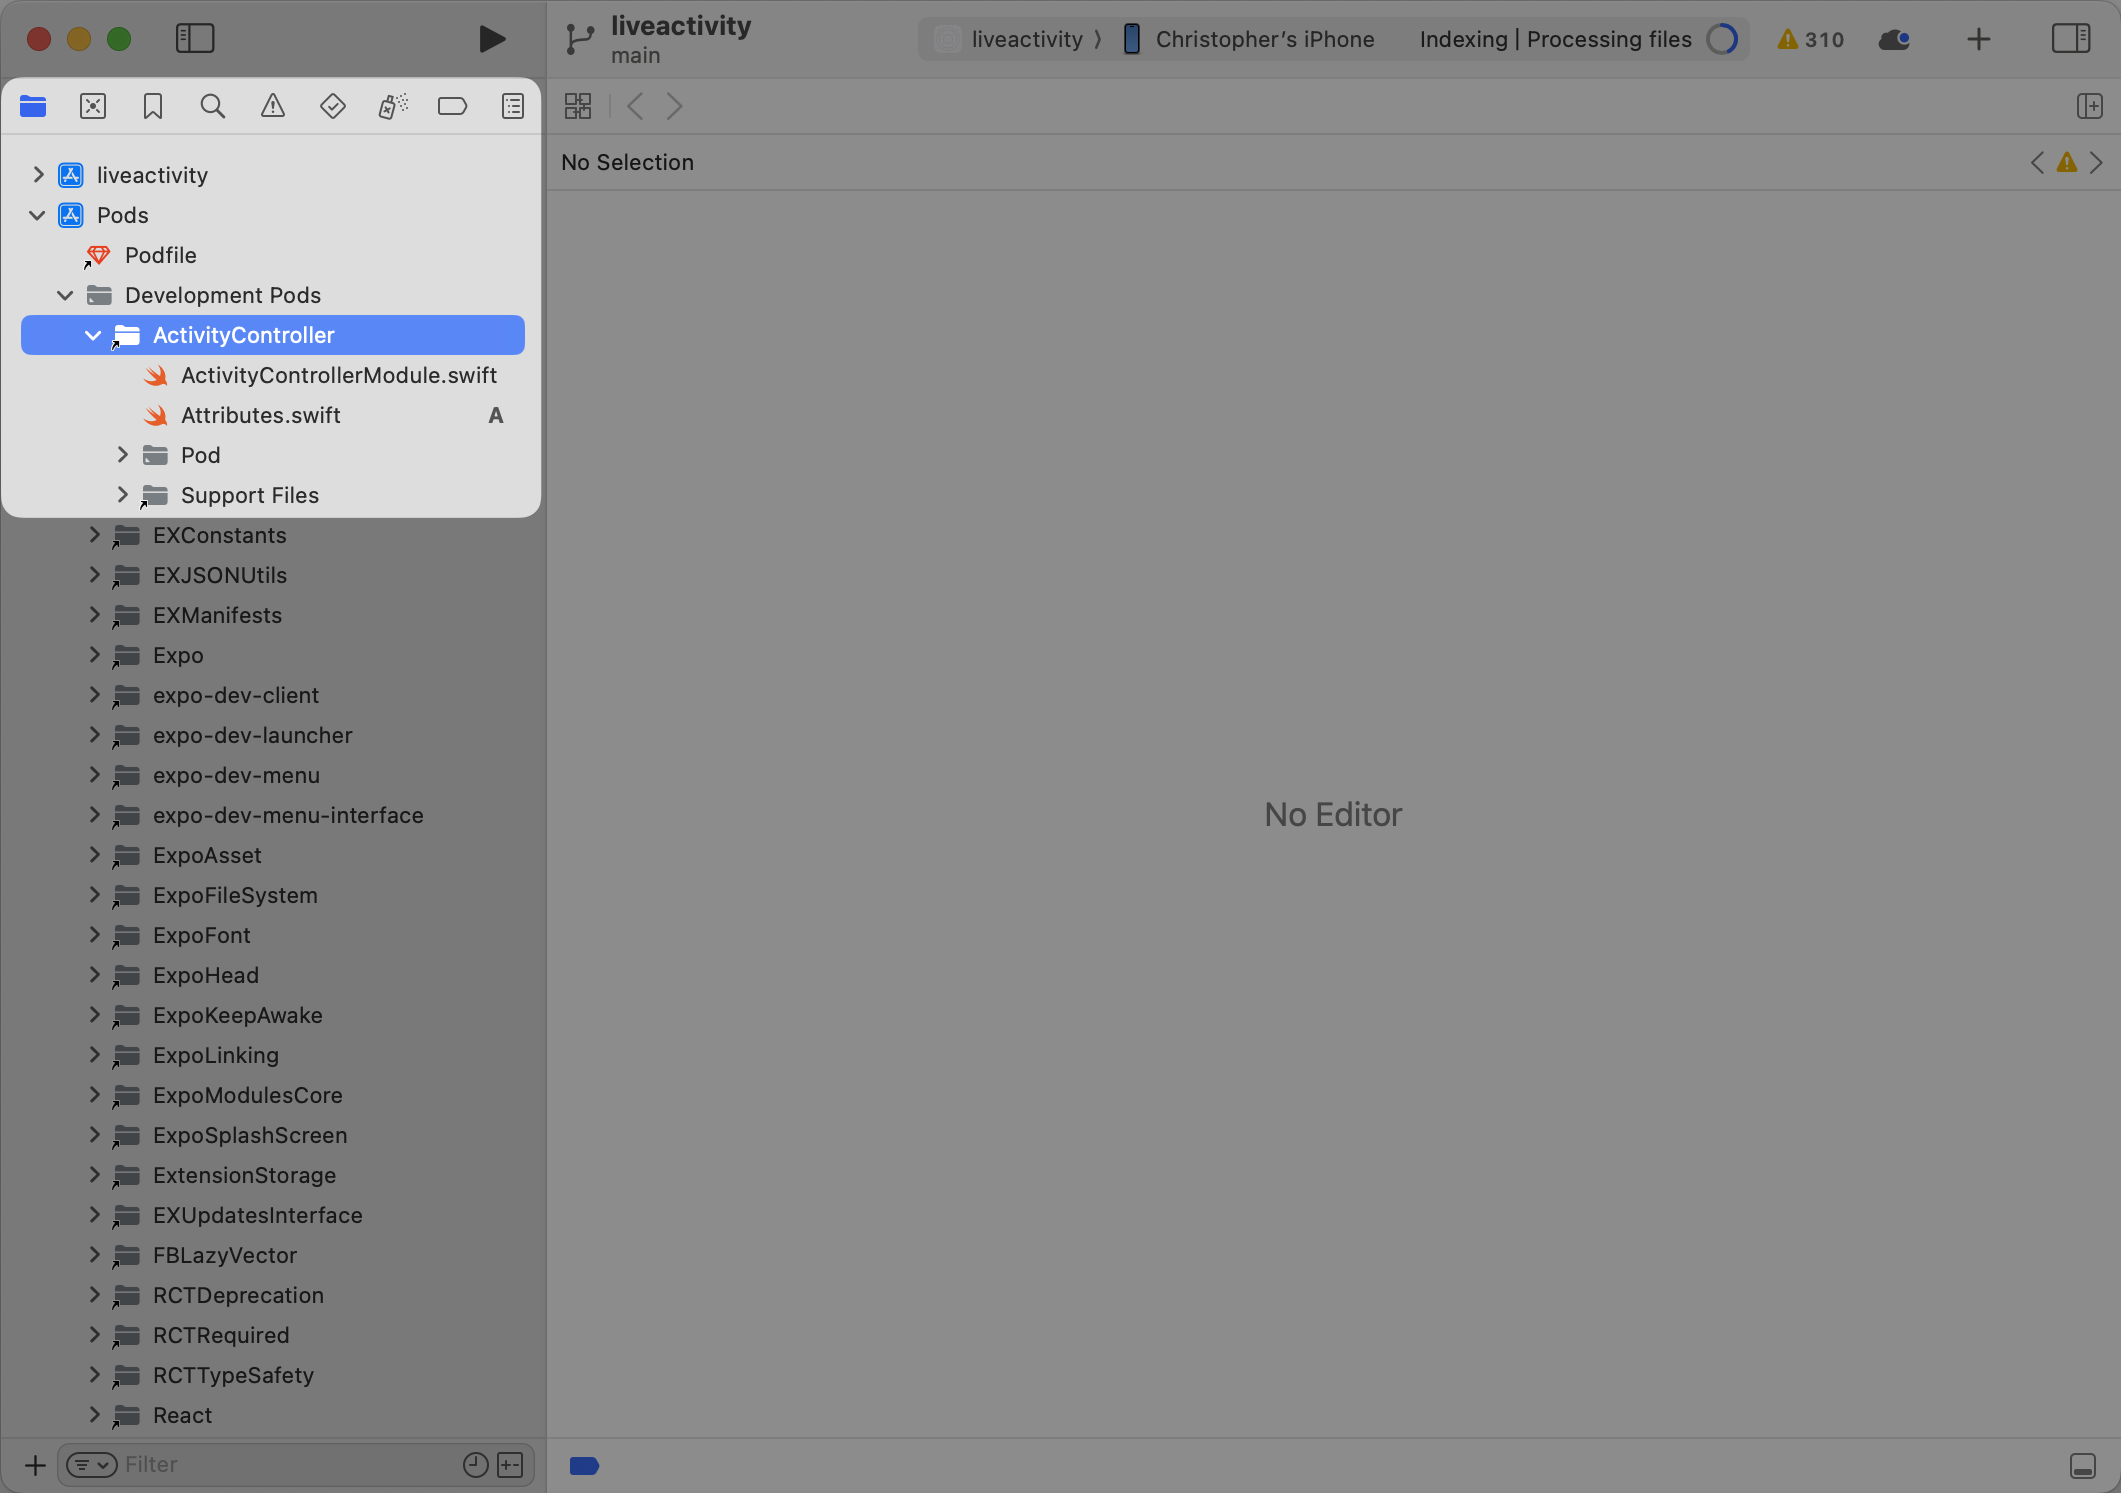 liveactivity
main
liveactivity
Christopher’s iPhone
Indexing | Processing files
310
No Selection
liveactivity
Pods
Podfile
Development Pods
ActivityController
ActivityControllerModule.swift
Attributes.swift A
Pod
Support Files
EXConstants
EXJSONUtils
EXManifests
Expo
expo-dev-client
expo-dev-launcher
expo-dev-menu
expo-dev-menu-interface
ExpoAsset
ExpoFileSystem
ExpoFont
ExpoHead
ExpoKeepAwake
ExpoLinking
ExpoModulesCore
ExpoSplashScreen
ExtensionStorage
EXUpdatesInterface
FBLazyVector
RCTDeprecation
RCTRequired
RCTTypeSafety
React
Filter
No Editor